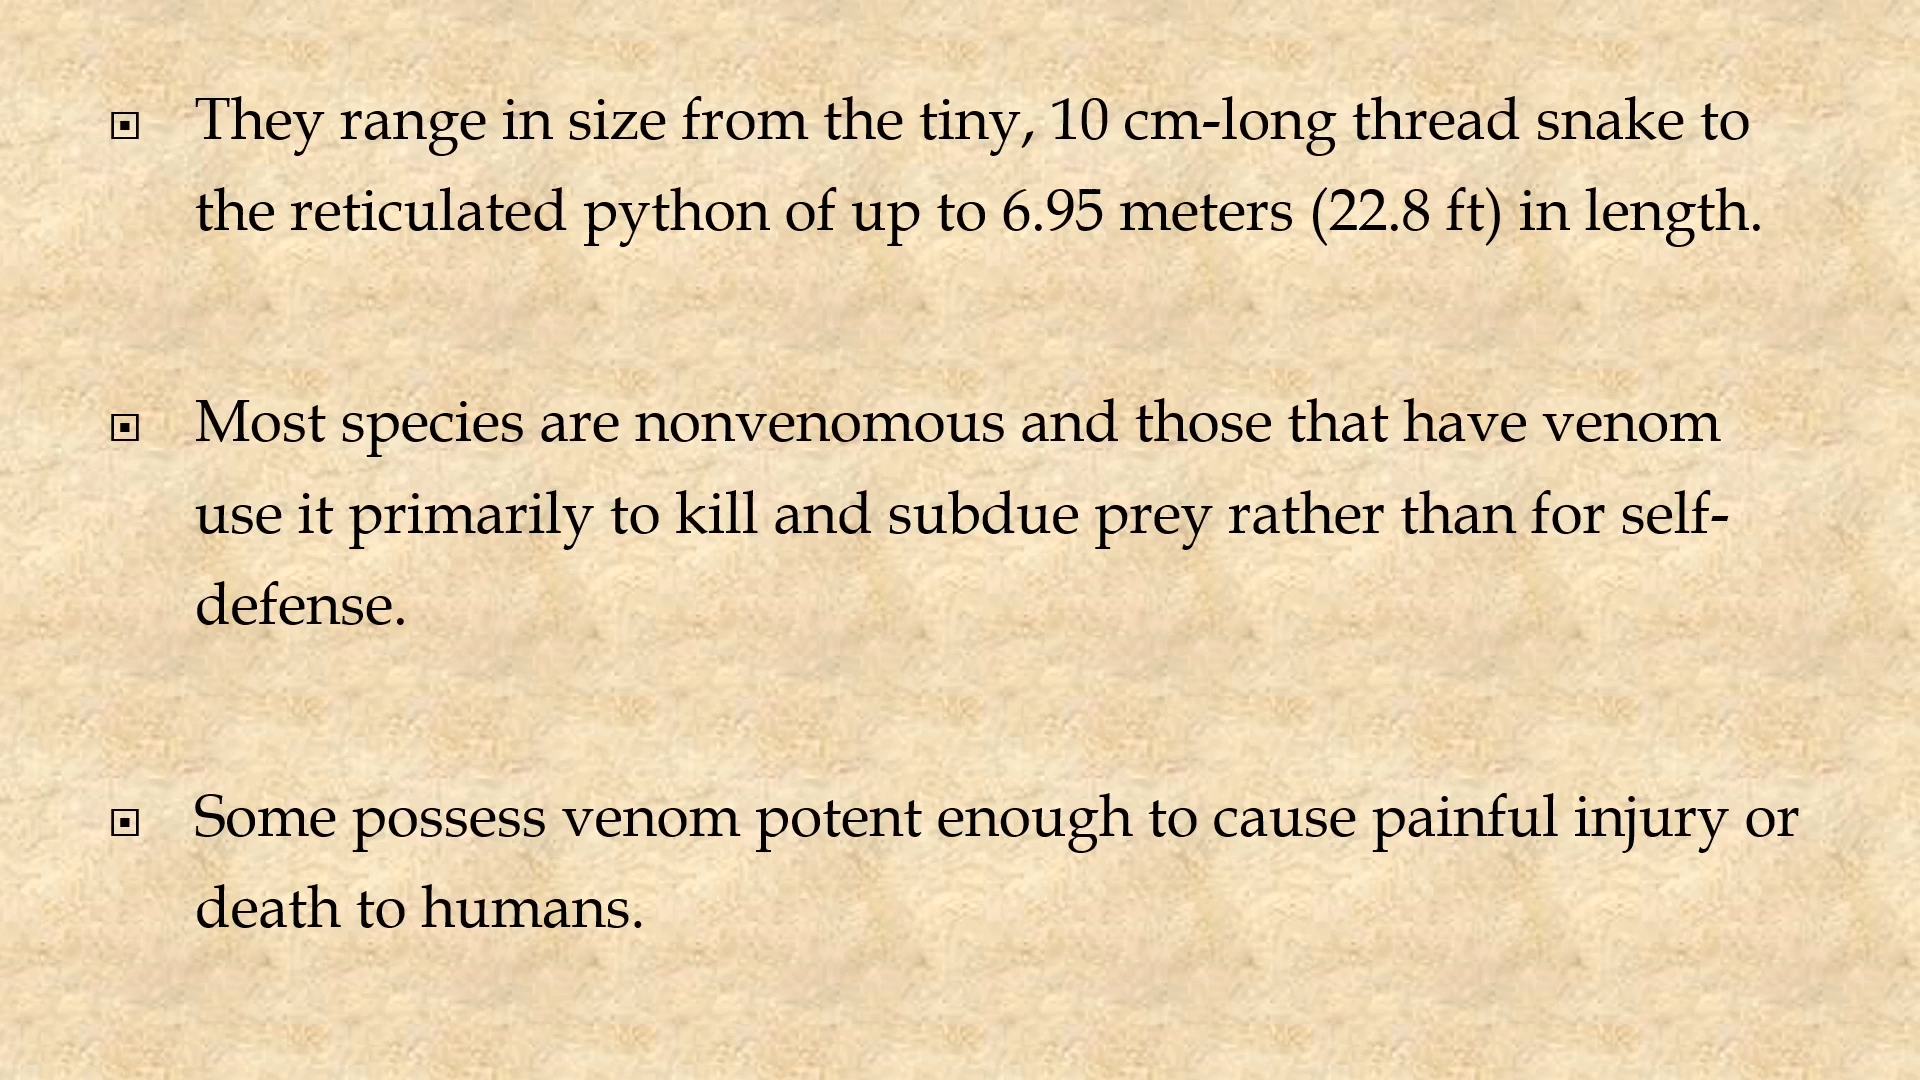 ▣ They range in size from the tiny, 10 cm-long thread snake to
the reticulated python of up to 6.95 meters (22.8 ft) in length.
▣ Most species are nonvenomous and those that have venom
use it primarily to kill and subdue prey rather than for self-
defense.
▣ Some possess venom potent enough to cause painful injury or
death to humans.